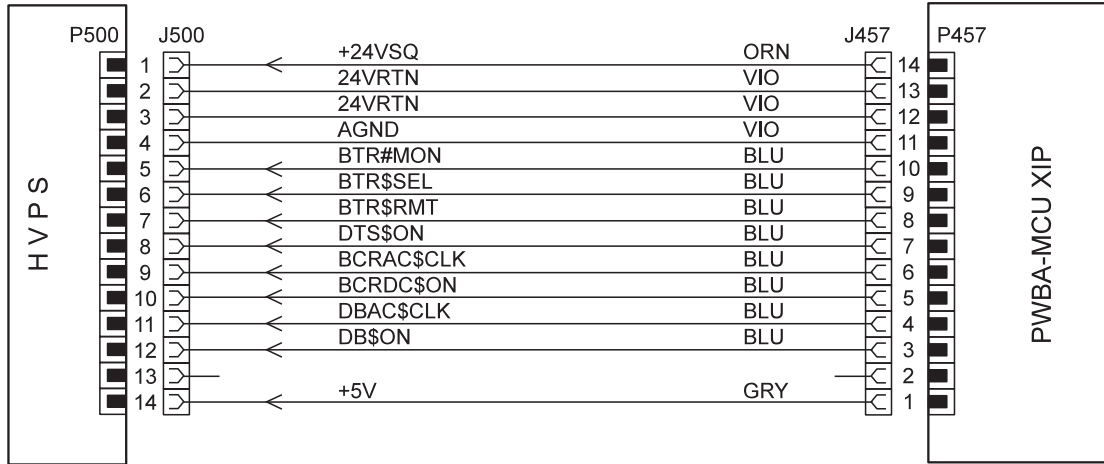 P500 J500 J457 P457
1 +24VSQ ORN 14
2 24VRTN VIO 13
3 24VRTN VIO 12
4 AGND VIO 11
5 BTR#MON BLU 10
6 BTR$SEL BLU 9
7 BTR$RMT BLU 8
8 DTS$ON BLU 7
9 BCRAC$CLK BLU 6
10 BCRDC$ON BLU 5
11 DBAC$CLK BLU 4
12 DB$ON BLU 3
13 2
14 +5V GRY 1
HVPS
PWBA-MCU XIP